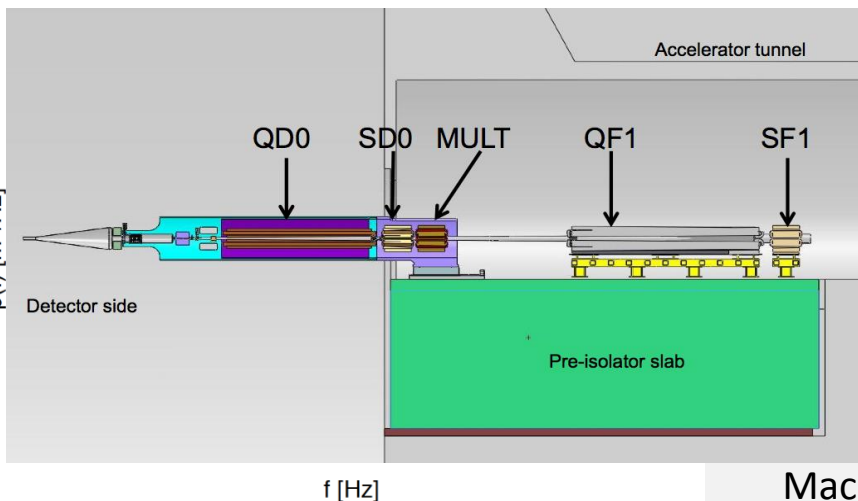 Accelerator tunnel
QD0 SD0 MULT QF1 SF1
Detector side
Pre-isolator slab
f [Hz]
Mac